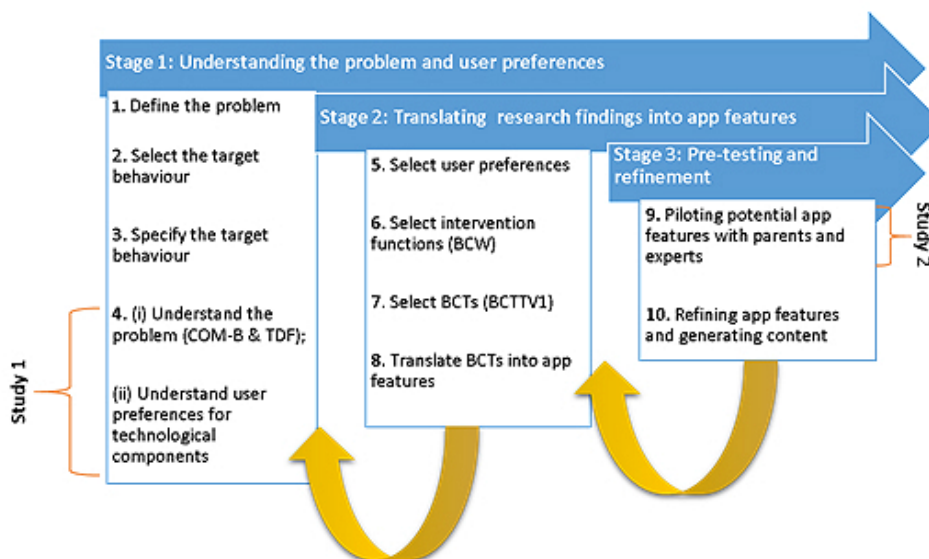 Stage 1: Understanding the problem and user preferences
1. Define the problem
2. Select the target
behaviour
3. Specify the target
behaviour
4. (i) Understand the
problem (COM-B & TDF);
(ii) Understand user
preferences for
technological
components
Study 1
Stage 2: Translating research findings into app features
5. Select user preferences
6. Select intervention
functions (BCW)
7. Select BCTs (BCTTV1)
8. Translate BCTs into app
features
Stage 3: Pre-testing and
refinement
9. Piloting potential app
features with parents and
experts
10. Refining app features
and generating content
Study 2